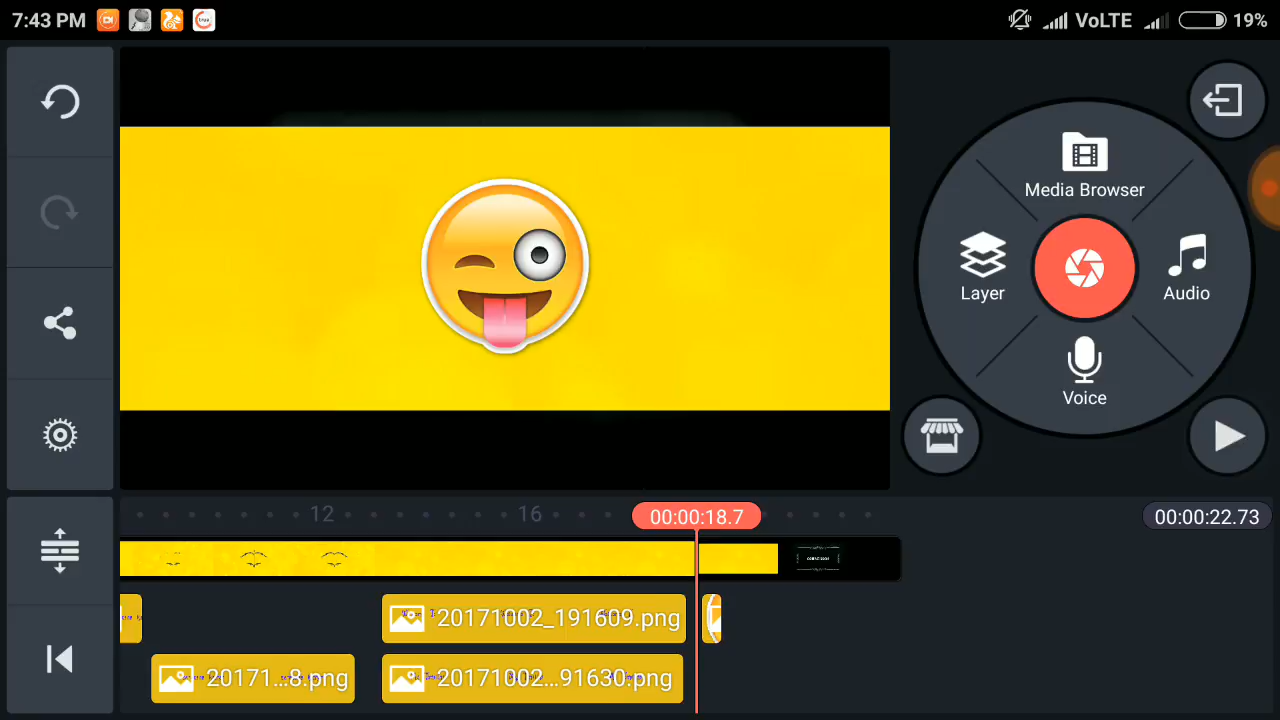 7:43 PM
VoLTE
19%
Media Browser
Layer
Audio
Voice
12
16
00:00:18.7
00:00:22.73
20171002_191609.png
20171...8.png
20171002...91630.png